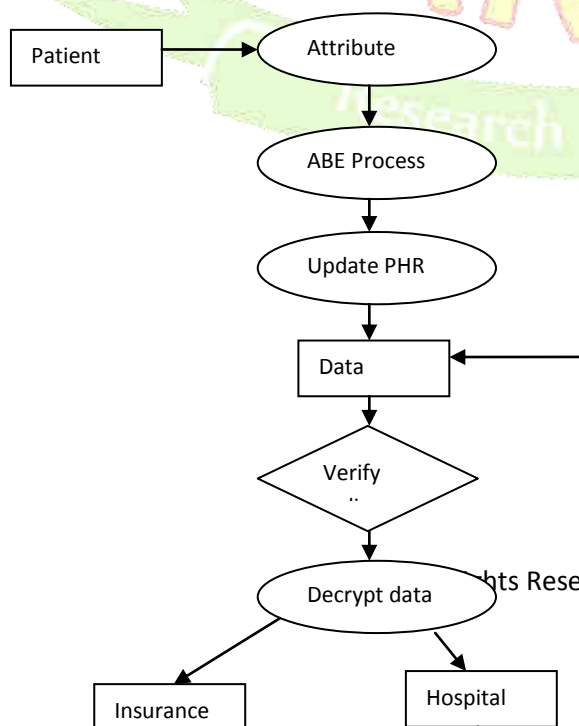 Patient
Attribute
Research
ABE Process
Update PHR
Data
Verify
..
Decrypt data
hts Rese
Insurance
Hospital